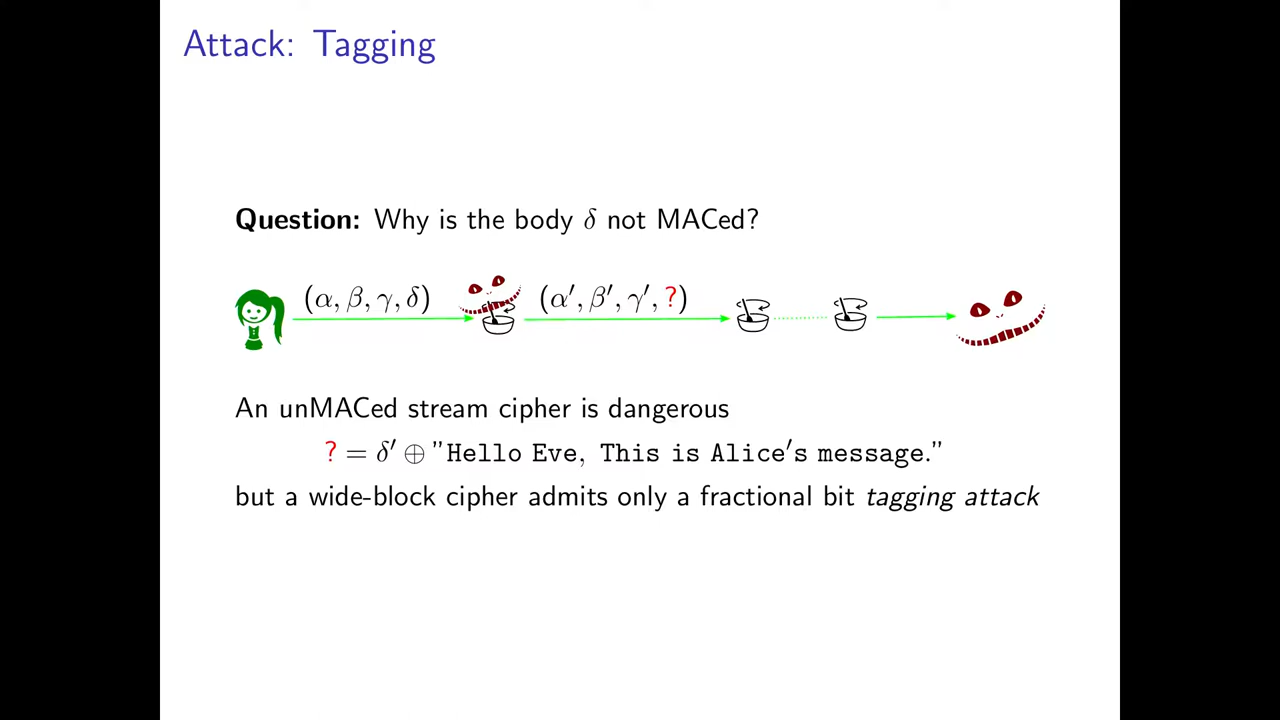 Attack: Tagging
Question: Why is the body δ not MACed?
(α, β, γ, δ) (α′, β′, γ′, ?)
An unMACed stream cipher is dangerous
? = δ′ ⊕ ”Hello Eve, This is Alice′s message.”
but a wide-block cipher admits only a fractional bit tagging attack